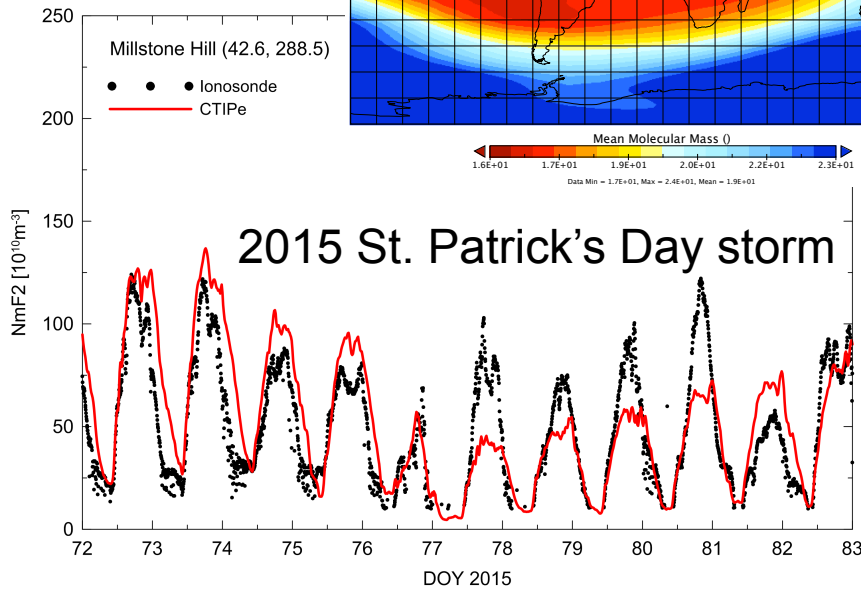 250
Millstone Hill (42.6, 288.5)
Ionosonde
CTIPe
200
Mean Molecular Mass ()
1.6E+01 1.7E+01 1.9E+01 2.0E+01 2.2E+01 2.3E+01
Data Min = 1.7E+01, Max = 2.4E+01, Mean = 1.9E+01
2015 St. Patrick’s Day storm
150
NmF2 [10¹⁰m⁻³]
100
50
0
72 73 74 75 76 77 78 79 80 81 82 83
DOY 2015